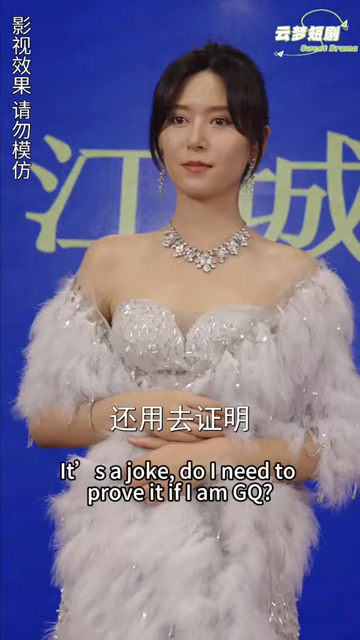 影视效果 请勿模仿
云梦短剧
Sweet Drama
江城
还用去证明
It's a joke, do I need to
prove it if I am GQ?